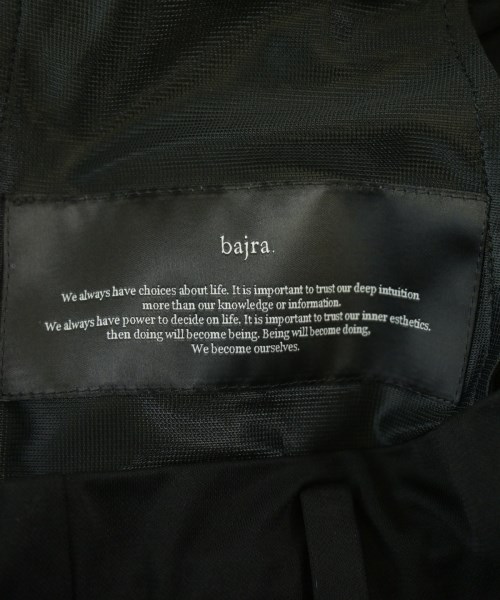 bajra.
We always have choices about life. It is important to trust our deep intuition
more than our knowledge or information.
We always have power to decide on life. It is important to trust our inner esthetics.
then doing will become being. Being will become doing,
We become ourselves.